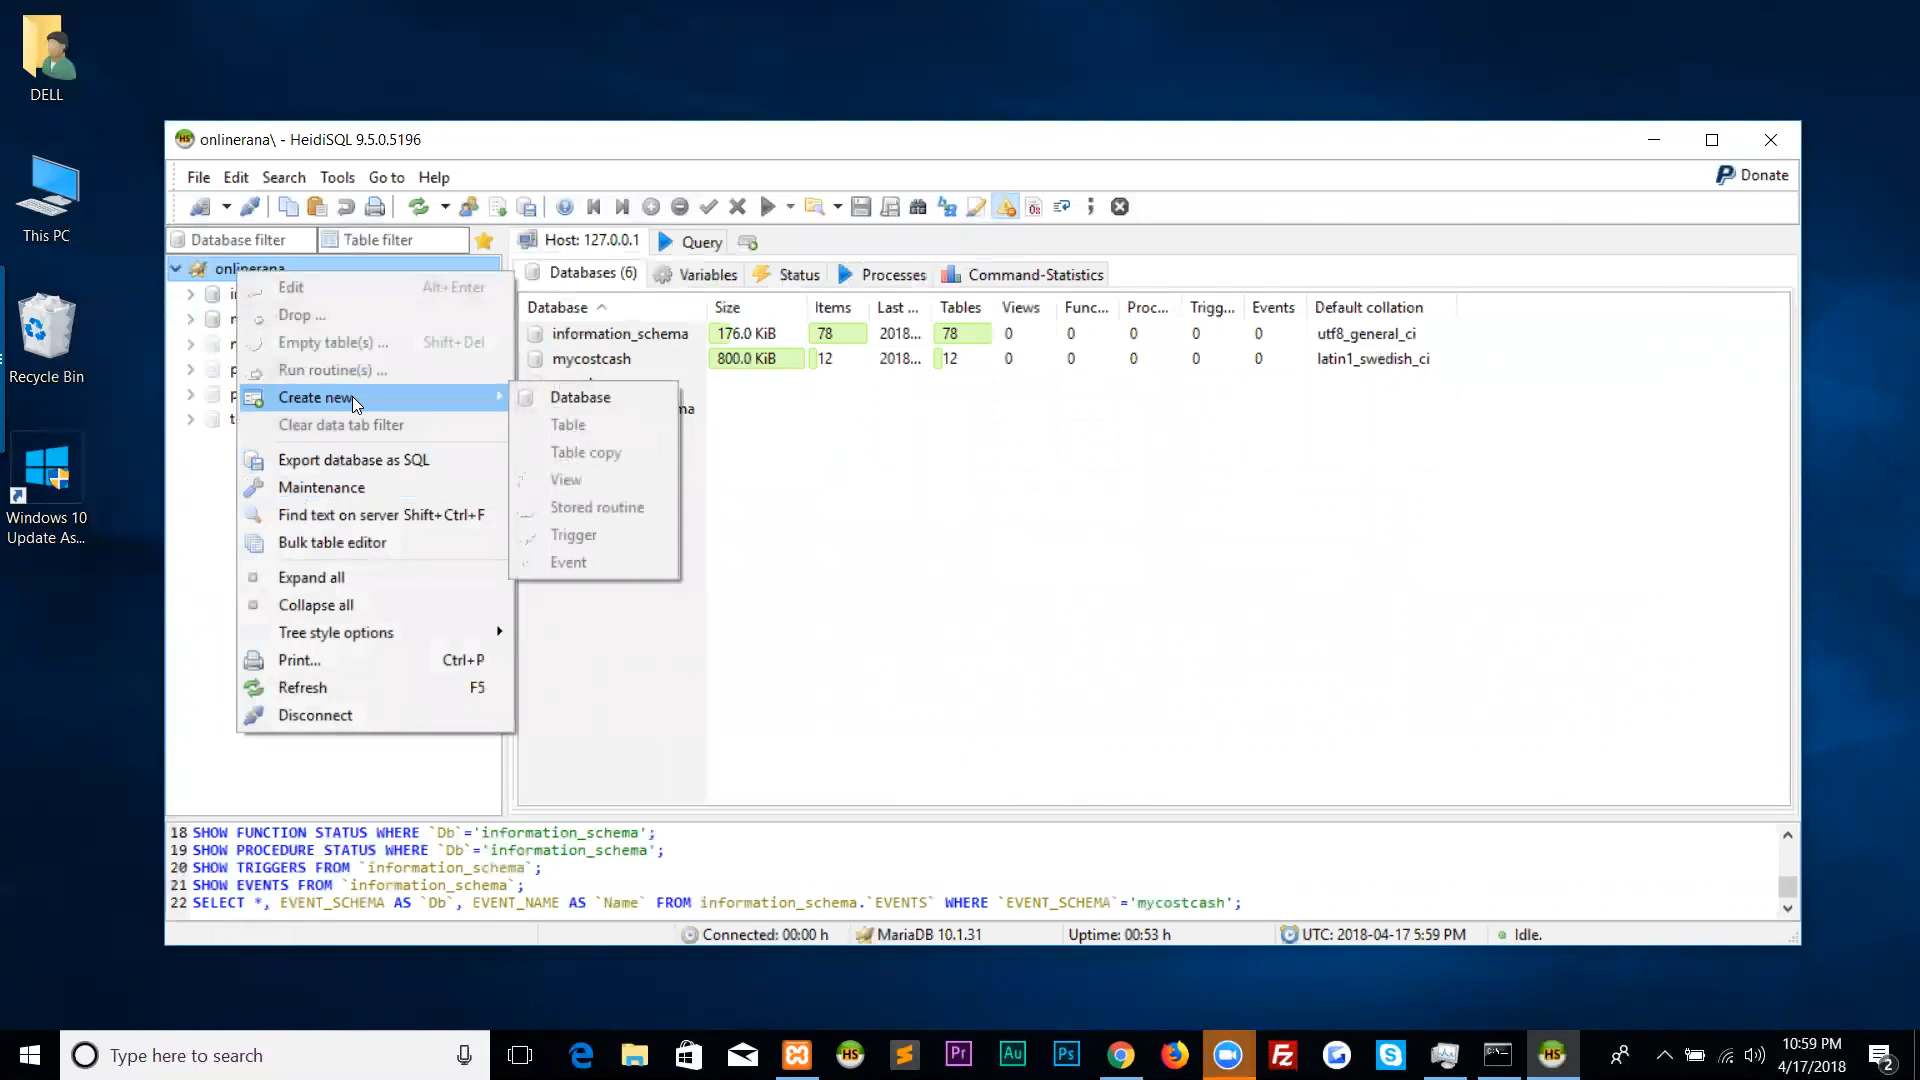 DELL
This PC
Recycle Bin
Windows 10
Update As...
onlinerana\ - HeidiSQL 9.5.0.5196
File Edit Search Tools Go to Help
Donate
Database filter
Table filter
Host: 127.0.0.1
Query
Databases (6)
Variables
Status
Processes
Command-Statistics
onlinerana
Edit Alt+Enter
Drop ...
Empty table(s) ... Shift+Del
Run routine(s) ...
Create new
Clear data tab filter
Export database as SQL
Maintenance
Find text on server Shift+Ctrl+F
Bulk table editor
Expand all
Collapse all
Tree style options
Print... Ctrl+P
Refresh F5
Disconnect
Database
Table
Table copy
View
Stored routine
Trigger
Event
Database Size Items Last ... Tables Views Func... Proc... Trigg... Events Default collation
information_schema 176.0 KiB 78 2018... 78 0 0 0 0 0 utf8_general_ci
mycostcash 800.0 KiB 12 2018... 12 0 0 0 0 0 latin1_swedish_ci
18 SHOW FUNCTION STATUS WHERE `Db`='information_schema';
19 SHOW PROCEDURE STATUS WHERE `Db`='information_schema';
20 SHOW TRIGGERS FROM `information_schema`;
21 SHOW EVENTS FROM `information_schema`;
22 SELECT *, EVENT_SCHEMA AS `Db`, EVENT_NAME AS `Name` FROM information_schema.`EVENTS` WHERE `EVENT_SCHEMA`='mycostcash';
Connected: 00:00 h
MariaDB 10.1.31
Uptime: 00:53 h
UTC: 2018-04-17 5:59 PM
Idle.
Type here to search
HS
Pr
Au
Ps
Fz
HS
10:59 PM
4/17/2018
2